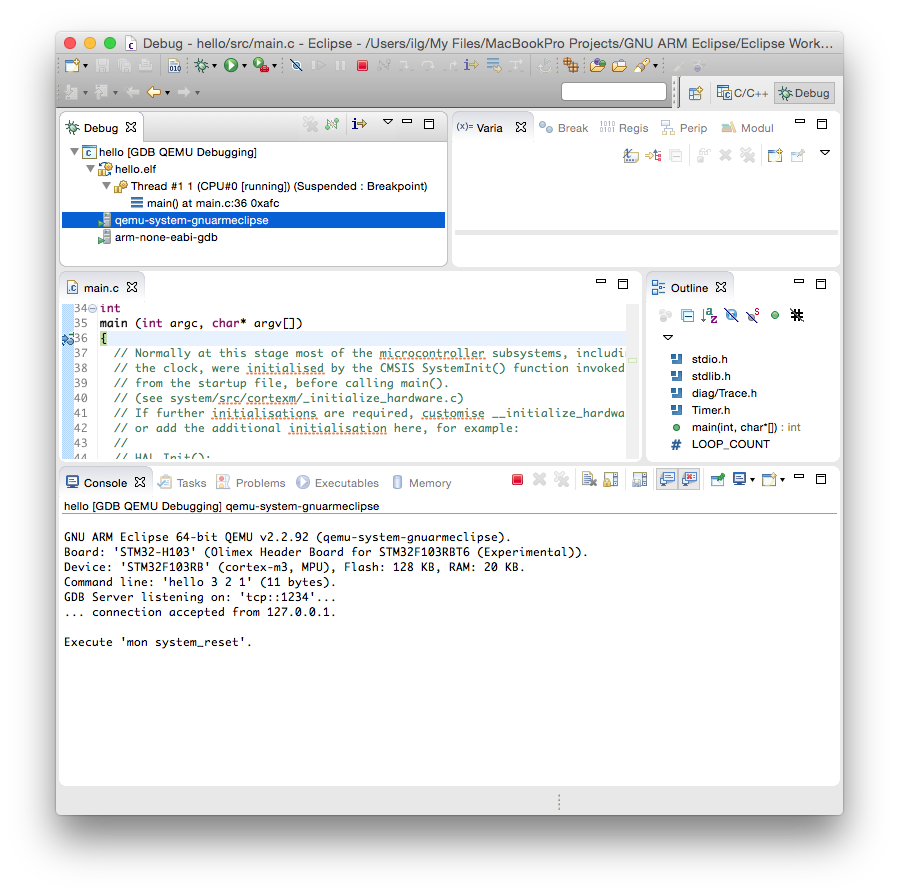 Debug - hello/src/main.c - Eclipse - /Users/ilg/My Files/MacBookPro Projects/GNU ARM Eclipse/Eclipse Work...
010
C/C++ Debug
Debug
hello [GDB QEMU Debugging]
hello.elf
Thread #1 1 (CPU#0 [running]) (Suspended : Breakpoint)
main() at main.c:36 0xafc
qemu-system-gnuarmeclipse
arm-none-eabi-gdb
(x)= Varia Break Regis Perip Modul
main.c
34 int
35 main (int argc, char* argv[])
36 {
37 // Normally at this stage most of the microcontroller subsystems, includi
38 // the clock, were initialised by the CMSIS SystemInit() function invoked
39 // from the startup file, before calling main().
40 // (see system/src/cortexm/_initialize_hardware.c)
41 // If further initialisations are required, customise __initialize_hardwa
42 // or add the additional initialisation here, for example:
43 //
44 // HAL_Init();
Outline
stdio.h
stdlib.h
diag/Trace.h
Timer.h
main(int, char*[]) : int
# LOOP_COUNT
Console Tasks Problems Executables Memory
hello [GDB QEMU Debugging] qemu-system-gnuarmeclipse
GNU ARM Eclipse 64-bit QEMU v2.2.92 (qemu-system-gnuarmeclipse).
Board: 'STM32-H103' (Olimex Header Board for STM32F103RBT6 (Experimental)).
Device: 'STM32F103RB' (cortex-m3, MPU), Flash: 128 KB, RAM: 20 KB.
Command line: 'hello 3 2 1' (11 bytes).
GDB Server listening on: 'tcp::1234'...
... connection accepted from 127.0.0.1.
Execute 'mon system_reset'.